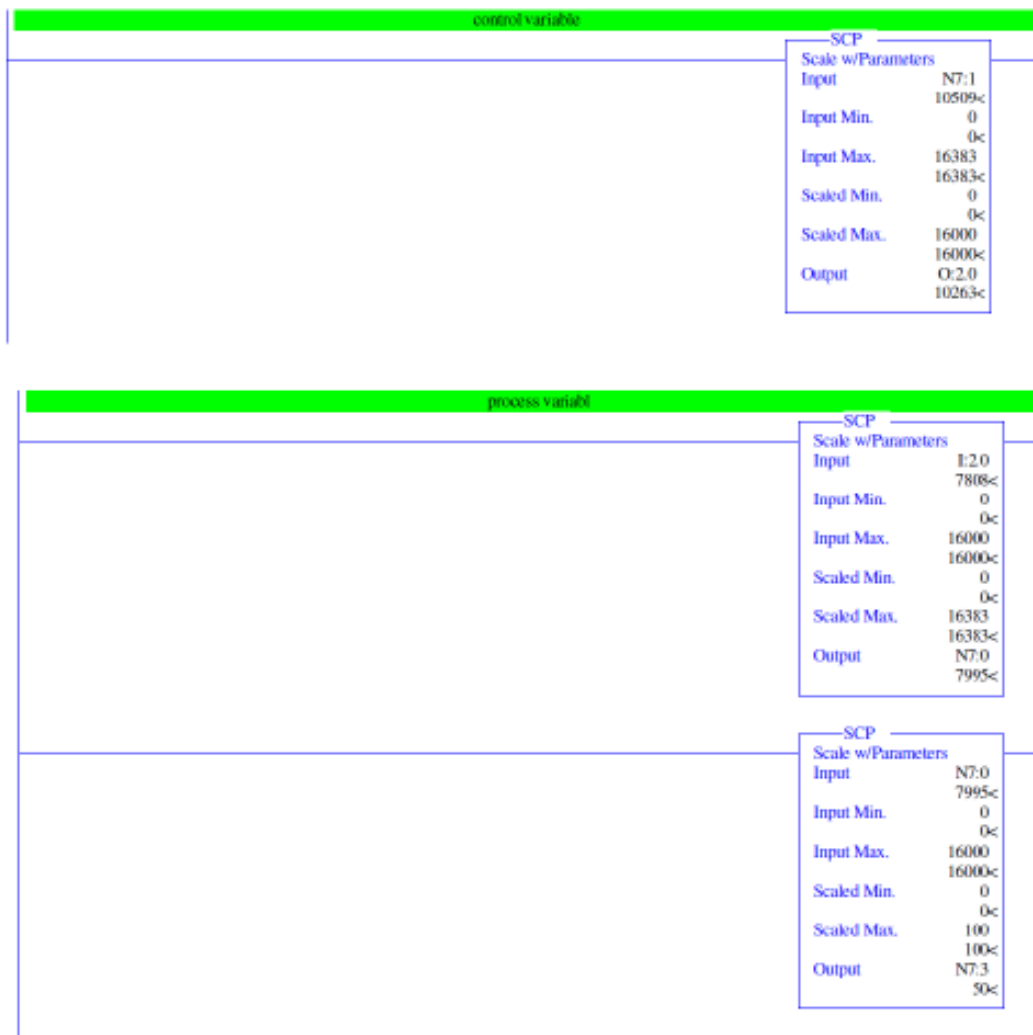 control variable
SCP
Scale w/Parameters
Input N7:1
10509<
Input Min. 0
0<
Input Max. 16383
16383<
Scaled Min. 0
0<
Scaled Max. 16000
16000<
Output O:2.0
10263<
process variabl
SCP
Scale w/Parameters
Input I:2.0
7808<
Input Min. 0
0<
Input Max. 16000
16000<
Scaled Min. 0
0<
Scaled Max. 16383
16383<
Output N7:0
7995<
SCP
Scale w/Parameters
Input N7:0
7995<
Input Min. 0
0<
Input Max. 16000
16000<
Scaled Min. 0
0<
Scaled Max. 100
100<
Output N7:3
50<